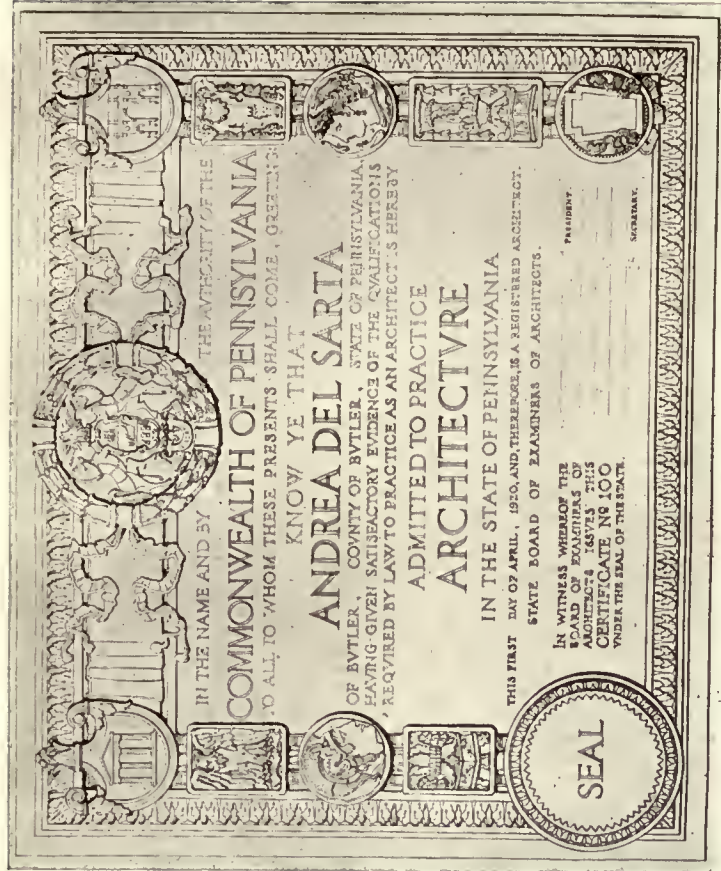 IN THE NAME AND BY THE AVTHORITY OF THE
COMMONWEALTH OF PENNSYLVANIA
TO ALL TO WHOM THESE PRESENTS SHALL COME, GREETING:
KNOW YE THAT
ANDREA DEL SARTA
OF BVTLER, COVNTY OF BVTLER, STATE OF PENNSYLVANIA.
HAVING GIVEN SATISFACTORY EVIDENCE OF THE QVALIFICATIONS
REQVIRED BY LAW TO PRACTICE AS AN ARCHITECT IS HEREBY
ADMITTED TO PRACTICE
ARCHITECTVRE
IN THE STATE OF PENNSYLVANIA
THIS FIRST DAY OF APRIL, 1920, AND, THEREFORE, IS A REGISTERED ARCHITECT.
STATE BOARD OF EXAMINERS OF ARCHITECTS.
IN WITNESS WHEREOF THE
BOARD OF EXAMINERS OF
ARCHITECTS ISSVES THIS
CERTIFICATE Nº 100
VNDER THE SEAL OF THE STATE.
PRESIDENT.
SECRETARY.
SEAL